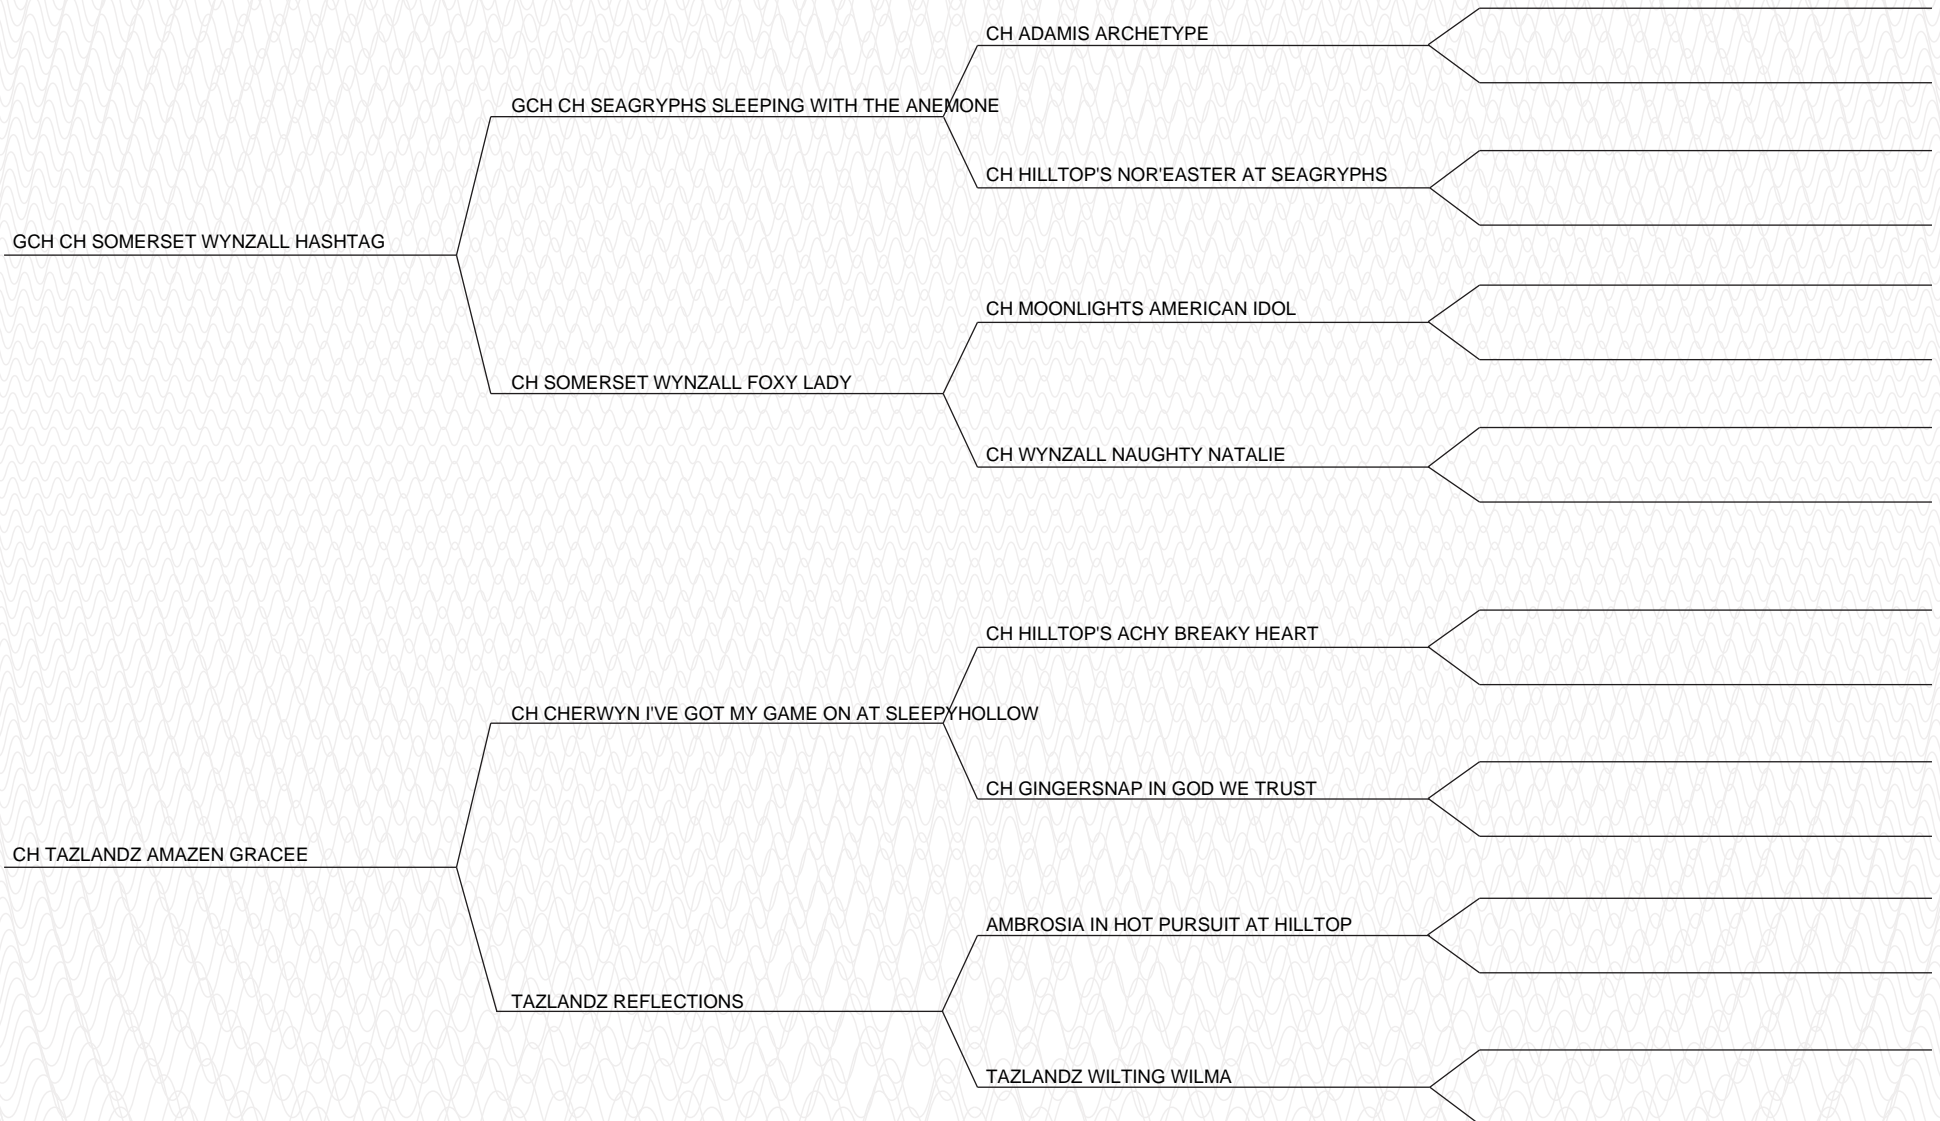 CH ADAMIS ARCHETYPE
GCH CH SEAGRYPHS SLEEPING WITH THE ANEMONE
CH HILLTOP'S NOR'EASTER AT SEAGRYPHS
GCH CH SOMERSET WYNZALL HASHTAG
CH MOONLIGHTS AMERICAN IDOL
CH SOMERSET WYNZALL FOXY LADY
CH WYNZALL NAUGHTY NATALIE
CH HILLTOP'S ACHY BREAKY HEART
CH CHERWYN I'VE GOT MY GAME ON AT SLEEPYHOLLOW
CH GINGERSNAP IN GOD WE TRUST
CH TAZLANDZ AMAZEN GRACEE
AMBROSIA IN HOT PURSUIT AT HILLTOP
TAZLANDZ REFLECTIONS
TAZLANDZ WILTING WILMA